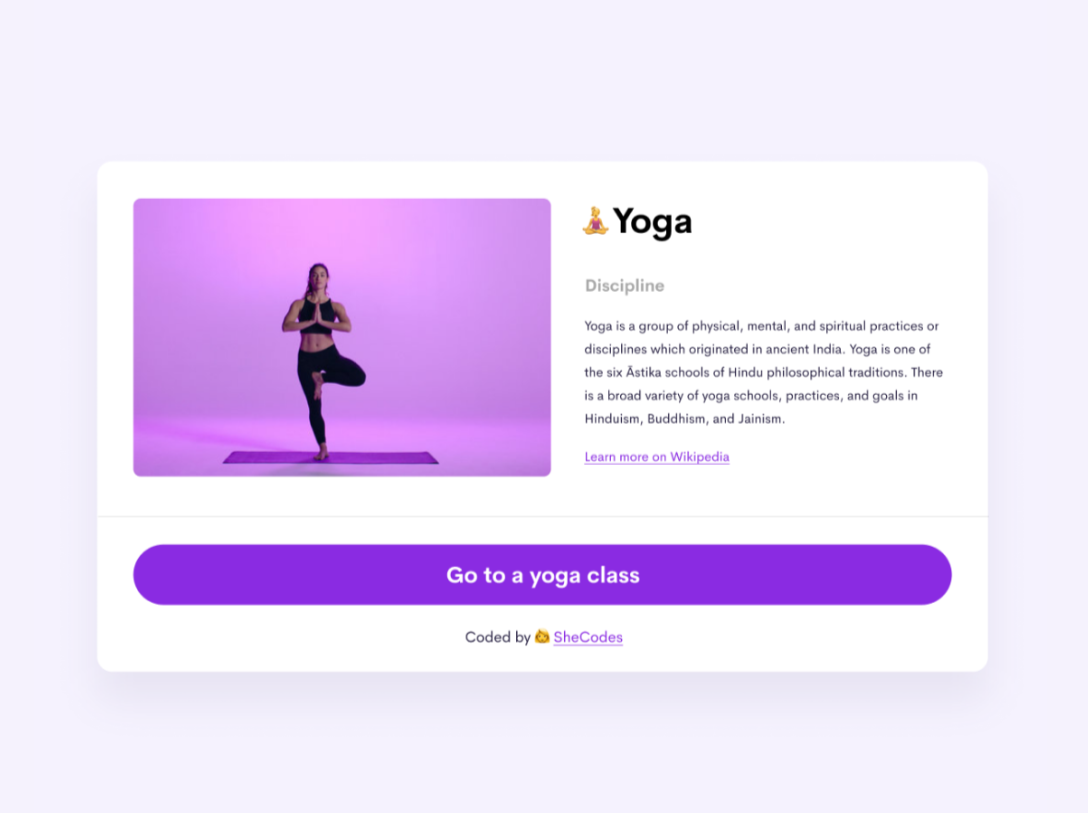 🧘‍♀️Yoga
Discipline
Yoga is a group of physical, mental, and spiritual practices or
disciplines which originated in ancient India. Yoga is one of
the six Āstika schools of Hindu philosophical traditions. There
is a broad variety of yoga schools, practices, and goals in
Hinduism, Buddhism, and Jainism.
Learn more on Wikipedia
Go to a yoga class
Coded by SheCodes